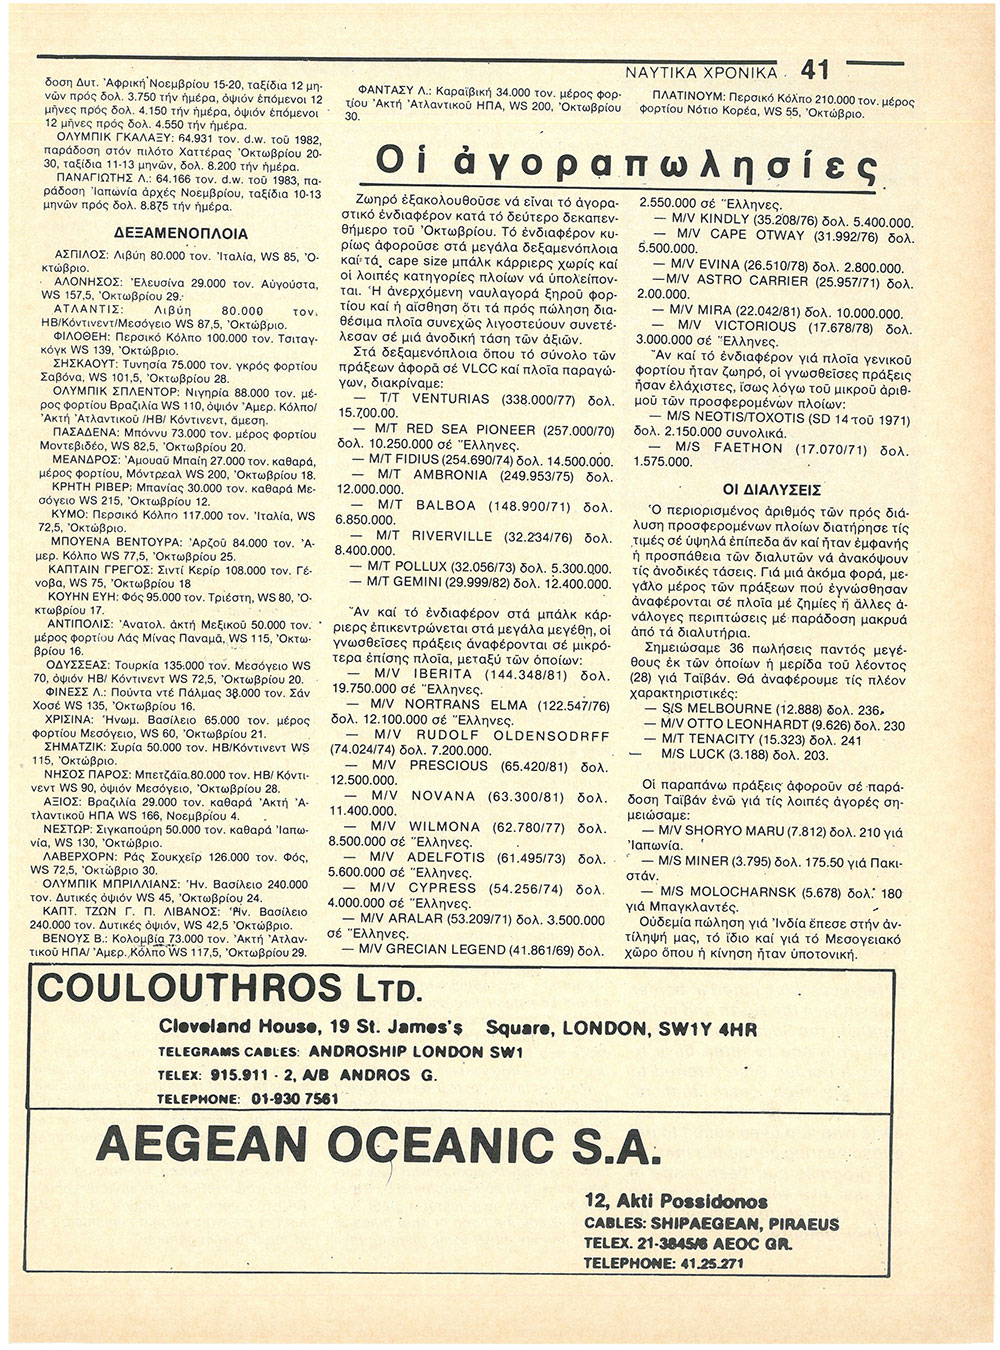 ΝΑΥΤΙΚΑ ΧΡΟΝΙΚΑ 41
δοση Δυτ. Ἀφρική Νοεμβρίου 15-20, ταξίδια 12 μη-
νῶν πρός δολ. 3.750 τήν ἡμέρα, ὀψιόν ἑπόμενοι 12
μῆνες πρός δολ. 4.150 τήν ἡμέρα, ὀψιόν ἑπόμενοι
12 μῆνες πρός δολ. 4.550 τήν ἡμέρα.
ΟΛΥΜΠΙΚ ΓΚΑΛΑΞΥ: 64.931 τον. d.w. τοῦ 1982,
παράδοση στόν πιλότο Χαττέρας Ὀκτωβρίου 20-
30, ταξίδια 11-13 μηνῶν, δολ. 8.200 τήν ἡμέρα.
ΠΑΝΑΓΙΩΤΗΣ Λ.: 64.166 τον. d.w. τοῦ 1983, πα-
ράδοση Ἰαπωνία ἀρχές Νοεμβρίου, ταξίδια 10-13
μηνῶν πρός δολ. 8.875 τήν ἡμέρα.
ΔΕΞΑΜΕΝΟΠΛΟΙΑ
ΑΣΠΙΛΟΣ: Λιβύη 80.000 τον. Ἰταλία, WS 85, Ὀ-
κτώβριο.
ΑΛΟΝΗΣΟΣ: Ἐλευσίνα 29.000 τον. Αὐγούστα,
WS 157,5, Ὀκτωβρίου 29.
ΑΤΛΑΝΤΙΣ: Λιβύη 80.000 τον.
ΗΒ/Κόντινεντ/Μεσόγειο WS 87,5, Ὀκτώβριο.
ΦΙΛΟΘΕΗ: Περσικό Κόλπο 100.000 τον. Τσιταγ-
κόγκ WS 139, Ὀκτώβριο.
ΣΗΣΚΑΟΥΤ: Τυνησία 75.000 τον. γκρός φορτίου
Σαβόνα, WS 101,5, Ὀκτωβρίου 28.
ΟΛΥΜΠΙΚ ΣΠΛΕΝΤΟΡ: Νιγηρία 88.000 τον. μέ-
ρος φορτίου Βραζιλία WS 110, ὀψιόν Ἀμερ. Κόλπο/
Ἀκτή Ἀτλαντικοῦ /ΗΒ/ Κόντινεντ, ἄμεση.
ΠΑΣΑΔΕΝΑ: Μπόννυ 73.000 τον. μέρος φορτίου
Μοντεβιδέο, WS 82,5, Ὀκτωβρίου 20.
ΜΕΑΝΔΡΟΣ: Ἀμουαῦ Μπαίη 27.000 τον. καθαρά,
μέρος φορτίου, Μόντρεαλ WS 200, Ὀκτωβρίου 18.
ΚΡΗΤΗ ΡΙΒΕΡ: Μπανίας 30.000 τον. καθαρά Με-
σόγειο WS 215, Ὀκτωβρίου 12.
ΚΥΜΟ: Περσικό Κόλπο 117.000 τον. Ἰταλία, WS
72,5, Ὀκτώβριο.
ΜΠΟΥΕΝΑ ΒΕΝΤΟΥΡΑ: Ἀρζοῦ 84.000 τον. Ἀ-
μερ. Κόλπο WS 77,5, Ὀκτωβρίου 25.
ΚΑΠΤΑΙΝ ΓΡΕΓΟΣ: Σιντί Κερίρ 108.000 τον. Γέ-
νοβα, WS 75, Ὀκτωβρίου 18
ΚΟΥΗΝ ΕΥΗ: Φός 95.000 τον. Τριέστη, WS 80, Ὀ-
κτωβρίου 17.
ΑΝΤΙΠΟΛΙΣ: Ἀνατολ. ἀκτή Μεξικοῦ 50.000 τον.
μέρος φορτίου Λάς Μίνας Παναμᾶ, WS 115, Ὀκτω-
βρίου 16.
ΟΔΥΣΣΕΑΣ: Τουρκία 135.000 τον. Μεσόγειο WS
70, ὀψιόν ΗΒ/ Κόντινεντ WS 72,5, Ὀκτωβρίου 20.
ΦΙΝΕΣΣ Λ.: Πούντα ντέ Πάλμας 38.000 τον. Σάν
Χοσέ WS 135, Ὀκτωβρίου 16.
ΧΡΙΣΙΝΑ: Ἡνωμ. Βασίλειο 65.000 τον. μέρος
φορτίου Μεσόγειο, WS 60, Ὀκτωβρίου 21.
ΣΗΜΑΤΖΙΚ: Συρία 50.000 τον. ΗΒ/Κόντινεντ WS
115, Ὀκτώβριο.
ΝΗΣΟΣ ΠΑΡΟΣ: Μπετζάϊα 80.000 τον. ΗΒ/ Κόντι-
νεντ WS 90, ὀψιόν Μεσόγειο, Ὀκτωβρίου 28.
ΑΞΙΟΣ: Βραζιλία 29.000 τον. καθαρά Ἀκτή Ἀ-
τλαντικοῦ ΗΠΑ WS 166, Νοεμβρίου 4.
ΝΕΣΤΩΡ: Σιγκαπούρη 50.000 τον. καθαρά Ἰαπω-
νία, WS 130, Ὀκτώβριο.
ΛΑΒΕΡΧΟΡΝ: Ράς Σουκχεῖρ 126.000 τον. Φός,
WS 72,5, Ὀκτώβριο 30.
ΟΛΥΜΠΙΚ ΜΠΡΙΛΛΙΑΝΣ: Ἡν. Βασίλειο 240.000
τον. Δυτικές ὀψιόν WS 45, Ὀκτωβρίου 24.
ΚΑΠΤ. ΤΖΩΝ Γ. Π. ΛΙΒΑΝΟΣ: Ἡν. Βασίλειο
240.000 τον. Δυτικές ὀψιόν, WS 42,5 Ὀκτώβριο.
ΒΕΝΟΥΣ Β.: Κολομβία 73.000 τον. Ἀκτή Ἀτλαν-
τικοῦ ΗΠΑ/ Ἀμερ. Κόλπο WS 117,5, Ὀκτωβρίου 29.
ΦΑΝΤΑΣΥ Λ.: Καραϊβική 34.000 τον. μέρος φορ-
τίου Ἀκτή Ἀτλαντικοῦ ΗΠΑ, WS 200, Ὀκτωβρίου
30.
ΠΛΑΤΙΝΟΥΜ: Περσικό Κόλπο 210.000 τον. μέρος
φορτίου Νότιο Κορέα, WS 55, Ὀκτώβριο.
Οἱ ἀγοραπωλησίες
Ζωηρό ἐξακολουθοῦσε νά εἶναι τό ἀγορα-
στικό ἐνδιαφέρον κατά τό δεύτερο δεκαπεν-
θήμερο τοῦ Ὀκτωβρίου. Τό ἐνδιαφέρον κυ-
ρίως ἀφοροῦσε στά μεγάλα δεξαμενόπλοια
καί τά cape size μπάλκ κάρριερς χωρίς καί
οἱ λοιπές κατηγορίες πλοίων νά ὑπολείπον-
ται. Ἡ ἀνερχόμενη ναυλαγορά ξηροῦ φορ-
τίου καί ἡ αἴσθηση ὅτι τά πρός πώληση δια-
θέσιμα πλοῖα συνεχῶς λιγοστεύουν συνετέ-
λεσαν σέ μιά ἀνοδική τάση τῶν ἀξιῶν.
Στά δεξαμενόπλοια ὅπου τό σύνολο τῶν
πράξεων ἀφορᾶ σέ VLCC καί πλοῖα παραγώ-
γων, διακρίναμε:
— T/T VENTURIAS (338.000/77) δολ.
15.700.00.
— M/T RED SEA PIONEER (257.000/70)
δολ. 10.250.000 σέ Ἕλληνες.
— M/T FIDIUS (254.690/74) δολ. 14.500.000.
— M/T AMBRONIA (249.953/75) δολ.
12.000.000.
— M/T BALBOA (148.900/71) δολ.
6.850.000.
— M/T RIVERVILLE (32.234/76) δολ.
8.400.000.
— M/T POLLUX (32.056/73) δολ. 5.300.000.
— M/T GEMINI (29.999/82) δολ. 12.400.000.
Ἄν καί τό ἐνδιαφέρον στά μπάλκ κάρ-
ριερς ἐπικεντρώνεται στά μεγάλα μεγέθη, οἱ
γνωσθεῖσες πράξεις ἀναφέρονται σέ μικρό-
τερα ἐπίσης πλοῖα, μεταξύ τῶν ὁποίων:
— M/V IBERITA (144.348/81) δολ.
19.750.000 σέ Ἕλληνες.
— M/V NORTRANS ELMA (122.547/76)
δολ. 12.100.000 σέ Ἕλληνες.
— M/V RUDOLF OLDENSODRFF
(74.024/74) δολ. 7.200.000.
— M/V PRESCIOUS (65.420/81) δολ.
12.500.000.
— M/V NOVANA (63.300/81) δολ.
11.400.000.
— M/V WILMONA (62.780/77) δολ.
8.500.000 σέ Ἕλληνες.
— M/V ADELFOTIS (61.495/73) δολ.
5.600.000 σέ Ἕλληνες.
— M/V CYPRESS (54.256/74) δολ.
4.000.000 σέ Ἕλληνες.
— M/V ARALAR (53.209/71) δολ. 3.500.000
σέ Ἕλληνες.
— M/V GRECIAN LEGEND (41.861/69) δολ.
2.550.000 σέ Ἕλληνες.
— M/V KINDLY (35.208/76) δολ. 5.400.000.
— M/V CAPE OTWAY (31.992/76) δολ.
5.500.000.
— M/V EVINA (26.510/78) δολ. 2.800.000.
— M/V ASTRO CARRIER (25.957/71) δολ.
2.00.000.
— M/V MIRA (22.042/81) δολ. 10.000.000.
— M/V VICTORIOUS (17.678/78) δολ.
3.000.000 σέ Ἕλληνες.
Ἄν καί τό ἐνδιαφέρον γιά πλοῖα γενικοῦ
φορτίου ἦταν ζωηρό, οἱ γνωσθεῖσες πράξεις
ἦσαν ἐλάχιστες, ἴσως λόγω τοῦ μικροῦ ἀριθ-
μοῦ τῶν προσφερομένων πλοίων:
— M/S NEOTIS/TOXOTIS (SD 14 τοῦ 1971)
δολ. 2.150.000 συνολικά.
— M/S FAETHON (17.070/71) δολ.
1.575.000.
ΟΙ ΔΙΑΛΥΣΕΙΣ
Ὁ περιορισμένος ἀριθμός τῶν πρός διά-
λυση προσφερομένων πλοίων διατήρησε τίς
τιμές σέ ὑψηλά ἐπίπεδα ἄν καί ἦταν ἐμφανής
ἡ προσπάθεια τῶν διαλυτῶν νά ἀνακόψουν
τίς ἀνοδικές τάσεις. Γιά μιά ἀκόμα φορά, με-
γάλο μέρος τῶν πράξεων πού ἐγνώσθησαν
ἀναφέρονται σέ πλοῖα μέ ζημίες ἤ ἄλλες ἀ-
νάλογες περιπτώσεις μέ παράδοση μακρυά
ἀπό τά διαλυτήρια.
Σημειώσαμε 36 πωλήσεις παντός μεγέ-
θους ἐκ τῶν ὁποίων ἡ μερίδα τοῦ λέοντος
(28) γιά Ταϊβάν. Θά ἀναφέρουμε τίς πλέον
χαρακτηριστικές:
— S/S MELBOURNE (12.888) δολ. 236.
— M/V OTTO LEONHARDT (9.626) δολ. 230
— M/T TENACITY (15.323) δολ. 241
— M/S LUCK (3.188) δολ. 203.
Οἱ παραπάνω πράξεις ἀφοροῦν σέ παρά-
δοση Ταϊβάν ἐνῶ γιά τίς λοιπές ἀγορές ση-
μειώσαμε:
— M/V SHORYO MARU (7.812) δολ. 210 γιά
Ἰαπωνία.
— M/S MINER (3.795) δολ. 175.50 γιά Πακι-
στάν.
— M/S MOLOCHARNSK (5.678) δολ. 180
γιά Μπαγκλαντές.
Οὐδεμία πώληση γιά Ἰνδία ἔπεσε στήν ἀν-
τίληψή μας, τό ἴδιο καί γιά τό Μεσογειακό
χῶρο ὅπου ἡ κίνηση ἦταν ὑποτονική.
COULOUTHROS LTD.
Cleveland House, 19 St. James's Square, LONDON, SW1Y 4HR
TELEGRAMS CABLES: ANDROSHIP LONDON SW1
TELEX: 915.911 - 2, A/B ANDROS G.
TELEPHONE: 01-930 7561
AEGEAN OCEANIC S.A.
12, Akti Possidonos
CABLES: SHIPAEGEAN, PIRAEUS
TELEX. 21-3845/6 AEOC GR.
TELEPHONE: 41.25.271